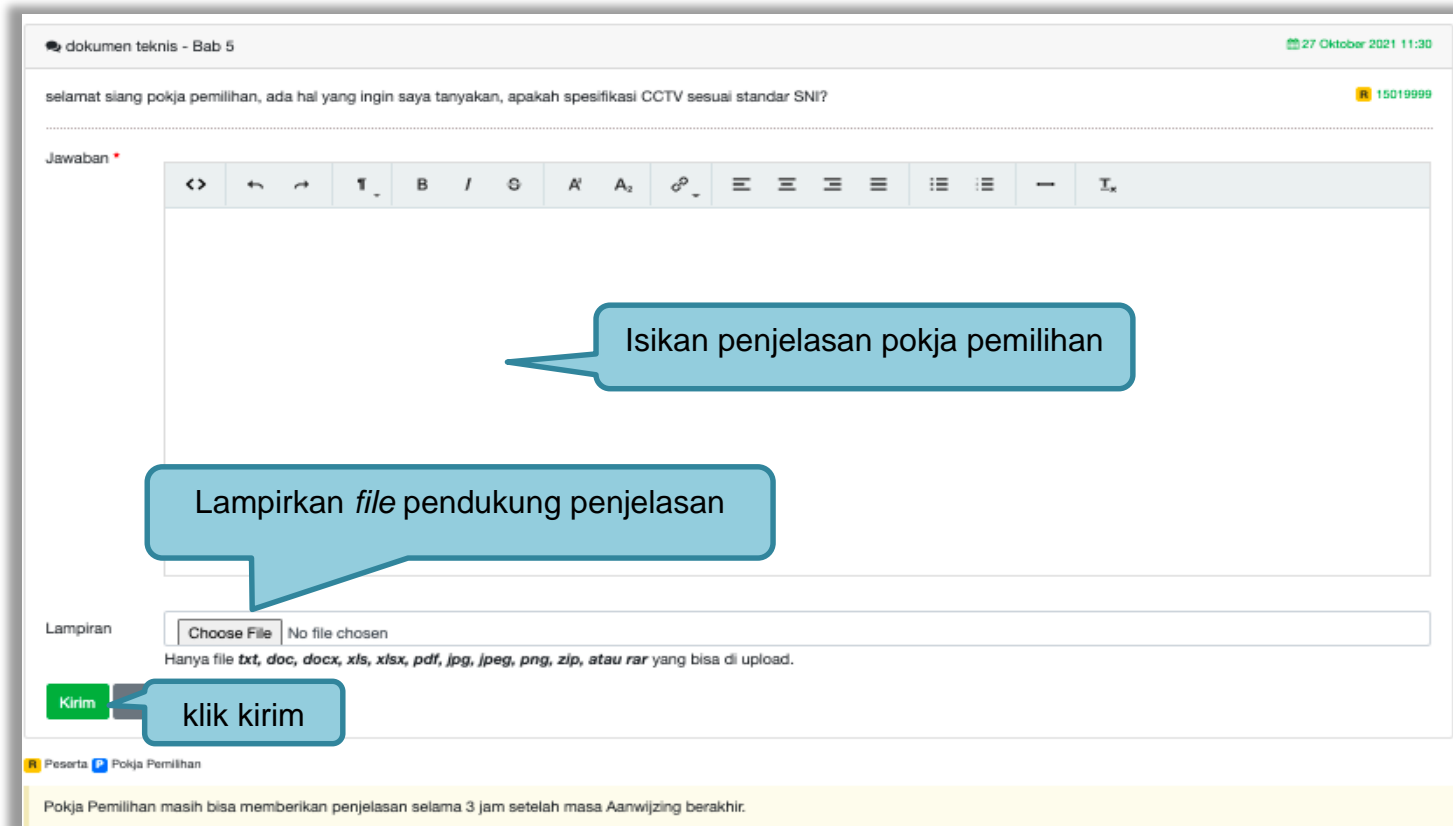 dokumen teknis - Bab 5 27 Oktober 2021 11:30
selamat siang pokja pemilihan, ada hal yang ingin saya tanyakan, apakah spesifikasi CCTV sesuai standar SNI? R 15019999
Jawaban *
Isikan penjelasan pokja pemilihan
Lampirkan file pendukung penjelasan
Lampiran Choose File No file chosen
Hanya file txt, doc, docx, xls, xlsx, pdf, jpg, jpeg, png, zip, atau rar yang bisa di upload.
Kirim klik kirim
R Peserta P Pokja Pemilihan
Pokja Pemilihan masih bisa memberikan penjelasan selama 3 jam setelah masa Aanwijzing berakhir.